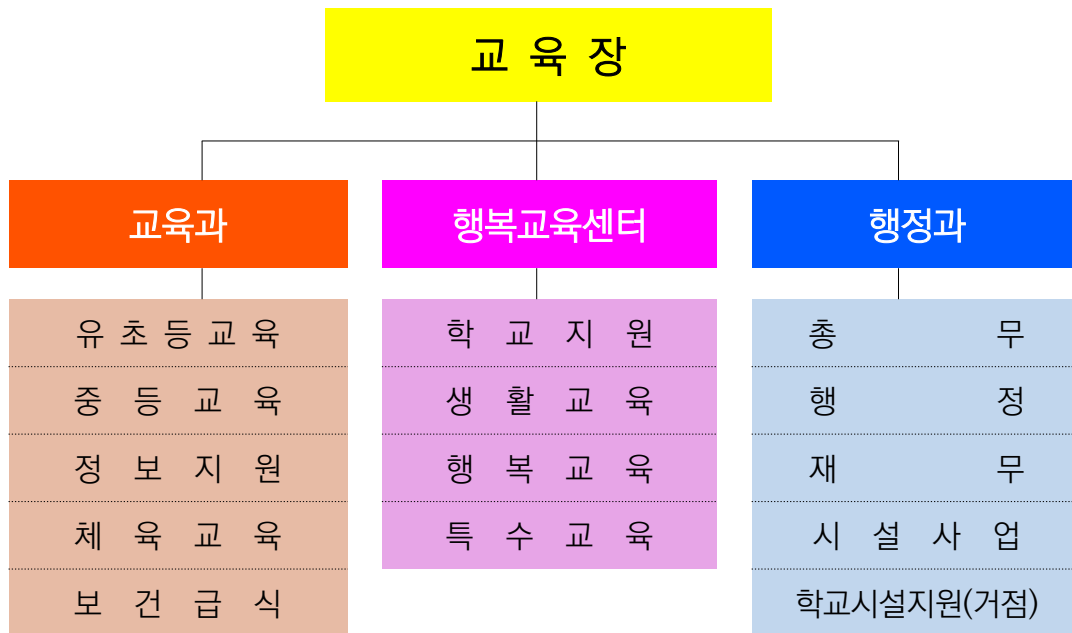 교 육 장
교육과
유 초 등 교 육
중 등 교 육
정 보 지 원
체 육 교 육
보 건 급 식
행복교육센터
학 교 지 원
생 활 교 육
행 복 교 육
특 수 교 육
행정과
총 무
행 정
재 무
시 설 사 업
학교시설지원(거점)